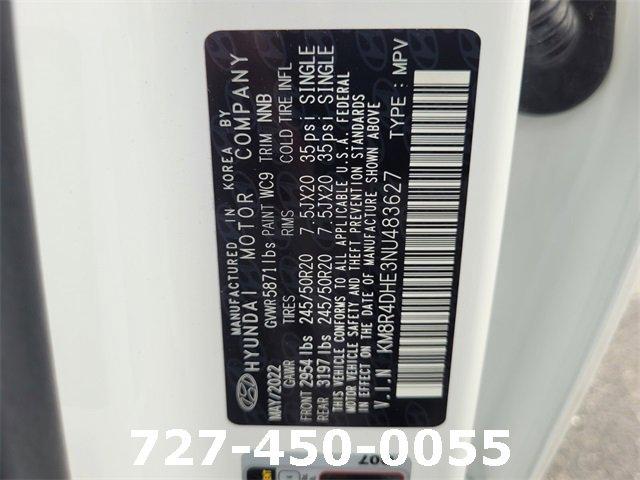 MANUFACTURED IN KOREA BY
HYUNDAI MOTOR COMPANY
MAY/2022 GVWR5871lbs PAINT WC9 TRIM NNB
GAWR TIRES RIMS COLD TIRE INFL
FRONT 2954 lbs 245/50R20 7.5JX20 35psi SINGLE
REAR 3197 lbs 245/50R20 7.5JX20 35psi SINGLE
THIS VEHICLE CONFORMS TO ALL APPLICABLE U.S.A. FEDERAL
MOTOR VEHICLE SAFETY AND THEFT PREVENTION STANDARDS
IN EFFECT ON THE DATE OF MANUFACTURE SHOWN ABOVE
V.I.N : KM8R4DHE3NU483627 TYPE : MPV
727-450-0055